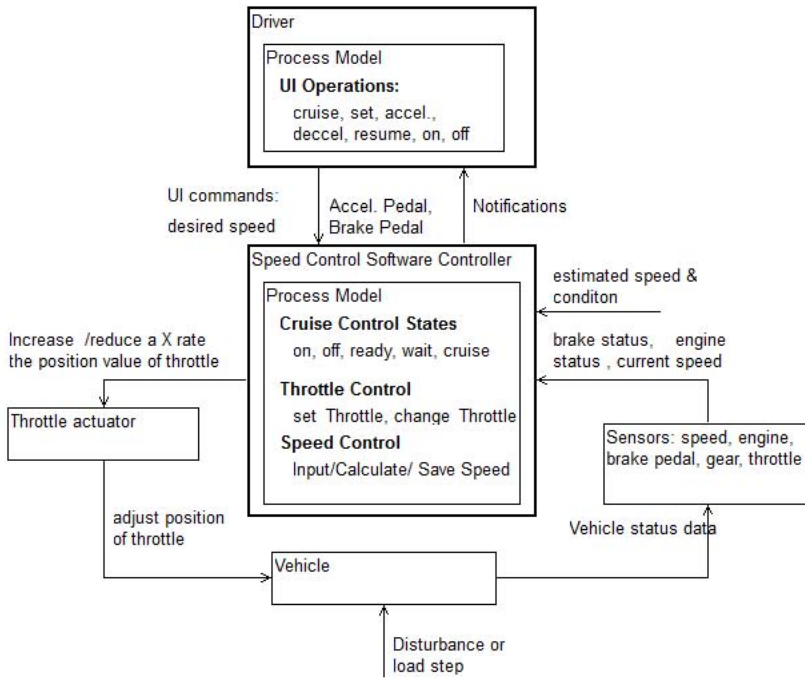 Driver
Process Model
UI Operations:
cruise, set, accel.,
deccel, resume, on, off
UI commands:
desired speed
Accel. Pedal,
Brake Pedal
Notifications
Speed Control Software Controller
Process Model
Cruise Control States
on, off, ready, wait, cruise
Throttle Control
set Throttle, change Throttle
Speed Control
Input/Calculate/ Save Speed
estimated speed &
conditon
brake status, engine
status , current speed
Increase /reduce a X rate
the position value of throttle
Throttle actuator
Sensors: speed, engine,
brake pedal, gear, throttle
adjust position
of throttle
Vehicle status data
Vehicle
Disturbance or
load step